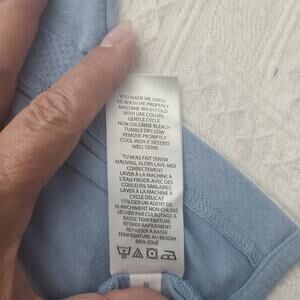 YOU MADE ME SMELL
SO WASH ME PROPERLY
MACHINE WASH COLD
WITH LIKE COLORS
GENTLE CYCLE
NON CHLORINE BLEACH
TUMBLE DRY LOW
REMOVE PROMPTLY
COOL IRON IF NEEDED
WELL DONE
TU M'AS FAIT SENTIR
MAUVAIS, ALORS LAVE-MOI
CORRECTEMENT
LAVER À LA MACHINE À
L'EAU FROIDE AVEC DES
COULEURS SIMILAIRES
LAVER À LA MACHINE À
CYCLE DÉLICAT
UTILISER UN AGENT DE
BLANCHIMENT NON CHLORÉ
SÉCHER PAR CULBUTAGE À
BASSE TEMPÉRATURE
RETIRER RAPIDEMENT
REPASSER À BASSE
TEMPÉRATURE AU BESOIN
BIEN JOUÉ